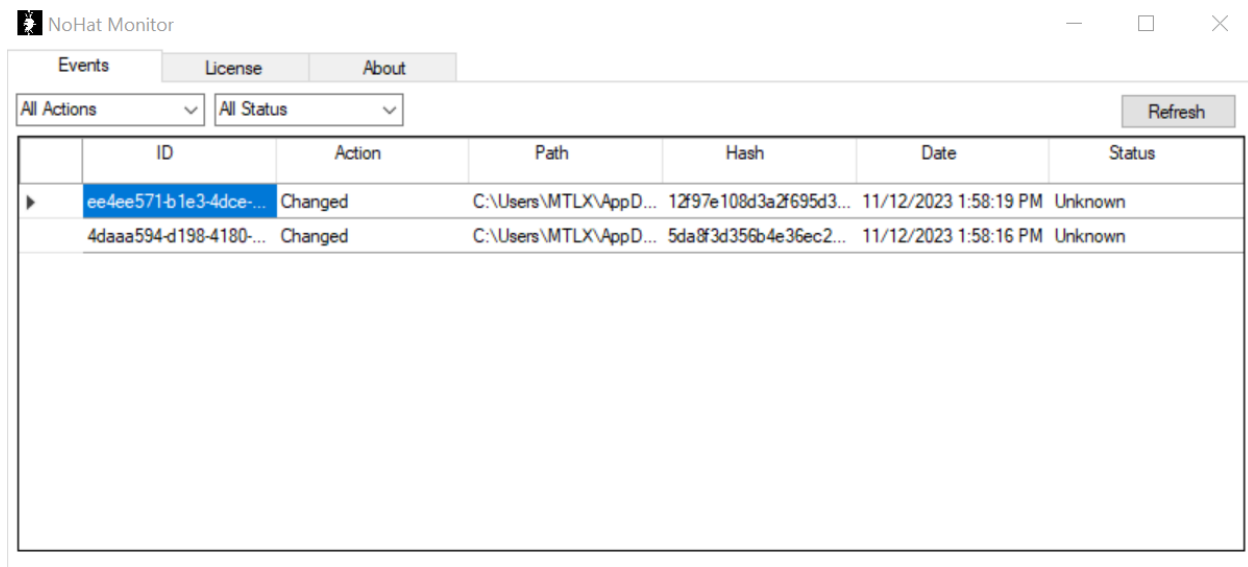 NoHat Monitor
Events License About
All Actions All Status Refresh
ID Action Path Hash Date Status
ee4ee571-b1e3-4dce-... Changed C:\Users\MTLX\AppD... 12f97e108d3a2f695d3... 11/12/2023 1:58:19 PM Unknown
4daaa594-d198-4180-... Changed C:\Users\MTLX\AppD... 5da8f3d356b4e36ec2... 11/12/2023 1:58:16 PM Unknown